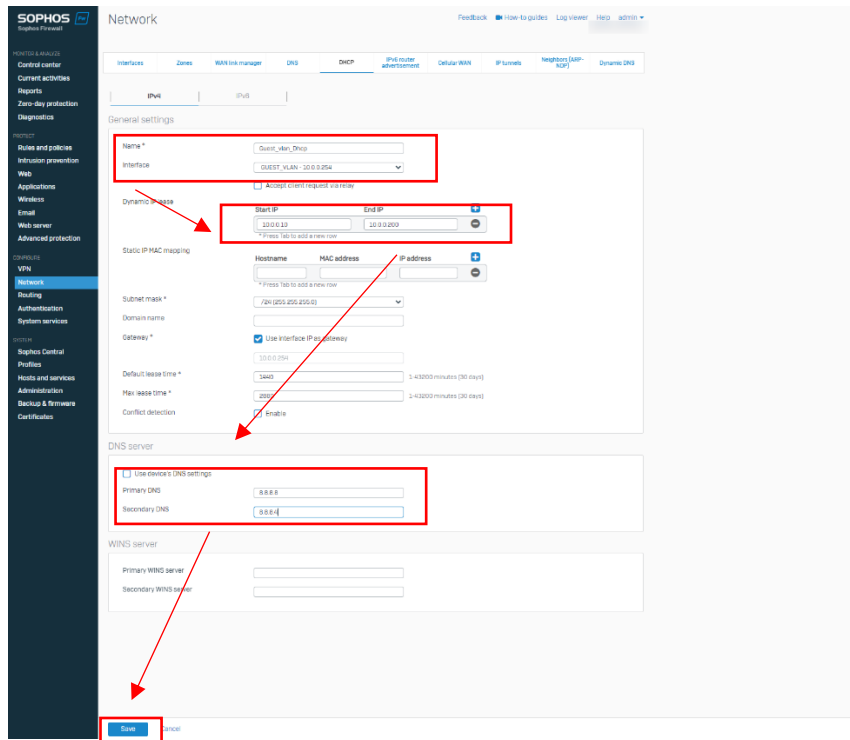 SOPHOS
Sophos Firewall
Network
Feedback How-to guides Log viewer Help admin
MONITOR & ANALYZE
Control center
Current activities
Reports
Zero-day protection
Diagnostics
PROTECT
Rules and policies
Intrusion prevention
Web
Applications
Wireless
Email
Web server
Advanced protection
CONFIGURE
VPN
Network
Routing
Authentication
System services
SYSTEM
Sophos Central
Profiles
Hosts and services
Administration
Backup & firmware
Certificates
Interfaces Zones WAN link manager DNS DHCP IPv6 router advertisement Cellular WAN IP tunnels Neighbors (ARP-NDP) Dynamic DNS
IPv4 IPv6
General settings
Name * Guest_vlan_Dhcp
Interface GUEST_VLAN - 10.0.0.254
Accept client request via relay
Dynamic IP lease
Start IP End IP
10.0.0.10 10.0.0.200
* Press Tab to add a new row
Static IP MAC mapping
Hostname MAC address IP address
* Press Tab to add a new row
Subnet mask * /24 (255.255.255.0)
Domain name
Gateway * Use interface IP as gateway
10.0.0.254
Default lease time * 1440 1-43200 minutes (30 days)
Max lease time * 1-43200 minutes (30 days)
Conflict detection Enable
DNS server
Use device's DNS settings
Primary DNS 8.8.8.8
Secondary DNS 8.8.8.4
WINS server
Primary WINS server
Secondary WINS server
Save Cancel